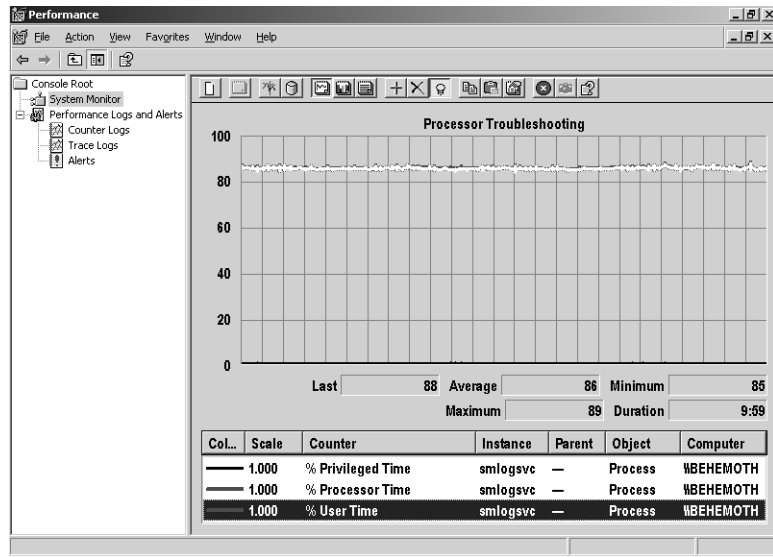 Performance
File Action View Favorites Window Help
Console Root
System Monitor
Performance Logs and Alerts
Counter Logs
Trace Logs
Alerts
Processor Troubleshooting
100
80
60
40
20
0
Last 88 Average 86 Minimum 85
Maximum 89 Duration 9:59
Col... Scale Counter Instance Parent Object Computer
1.000 % Privileged Time smlogsvc — Process \\BEHEMOTH
1.000 % Processor Time smlogsvc — Process \\BEHEMOTH
1.000 % User Time smlogsvc — Process \\BEHEMOTH